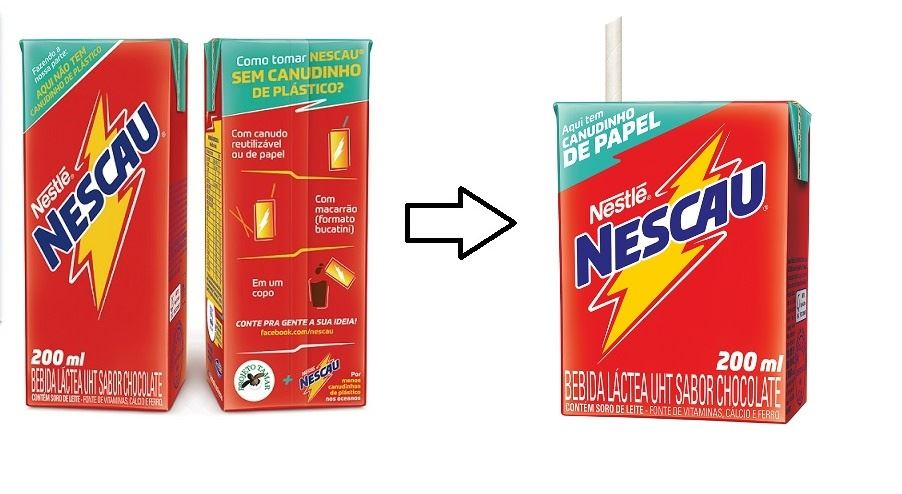 Fazendo a
nossa parte:
AQUI NÃO TEM
CANUDINHO DE PLÁSTICO
Nestlé
NESCAU
200 ml
BEBIDA LÁCTEA UHT SABOR CHOCOLATE
CONTÉM SORO DE LEITE - FONTE DE VITAMINAS, CÁLCIO E FERRO.
Como tomar NESCAU®
SEM CANUDINHO
DE PLÁSTICO?
Com canudo
reutilizável
ou de papel
Com
macarrão
(formato
bucatini)
Em um
copo
CONTE PRA GENTE A SUA IDEIA!
facebook.com/nescau
PROJETO TAMAR
+
NESCAU
Por
menos
canudinhos
de plástico
nos oceanos
Aqui tem
CANUDINHO
DE PAPEL
Nestlé®
NESCAU®
200 ml
BEBIDA LÁCTEA UHT SABOR CHOCOLATE
CONTÉM SORO DE LEITE - FONTE DE VITAMINAS, CÁLCIO E FERRO.